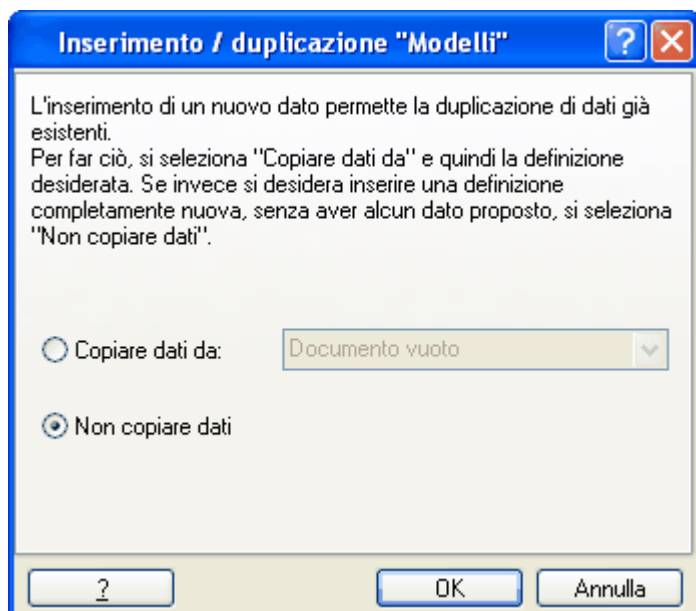 Inserimento / duplicazione "Modelli"
?
L'inserimento di un nuovo dato permette la duplicazione di dati già
esistenti.
Per far ciò, si seleziona "Copiare dati da" e quindi la definizione
desiderata. Se invece si desidera inserire una definizione
completamente nuova, senza aver alcun dato proposto, si seleziona
"Non copiare dati".
Copiare dati da: Documento vuoto
Non copiare dati
? OK Annulla